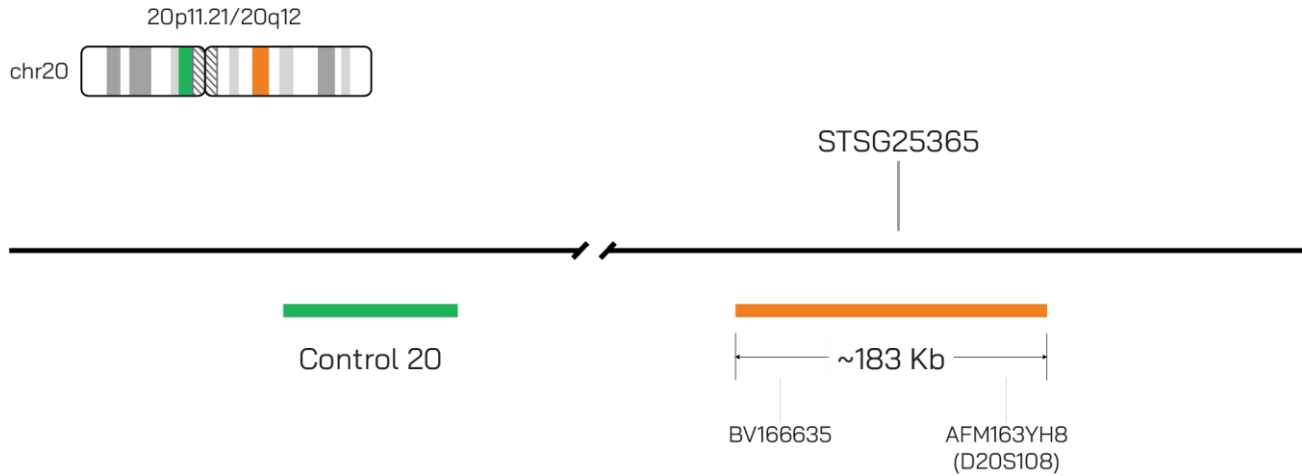 20p11.21/20q12
chr20
STSG25365
Control 20
~183 Kb
BV166635
AFM163YH8
(D20S108)